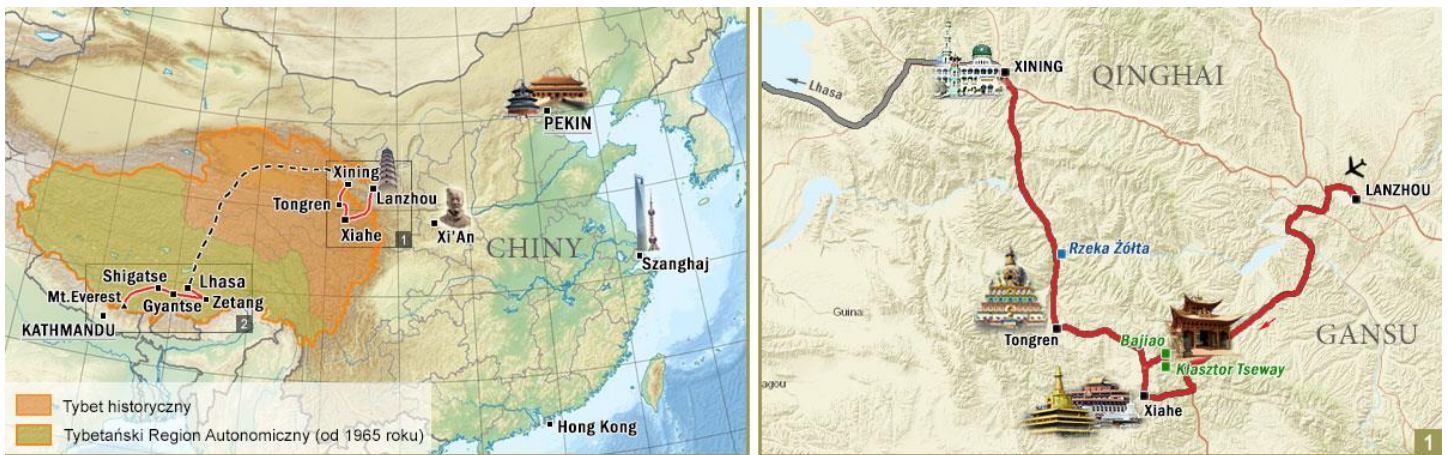 PEKIN
Xining
Lanzhou
Tongren
Xiahe
1
Xi'An
CHINY
Szanghaj
Shigatse
Lhasa
Mt.Everest
Gyantse
Zetang
KATHMANDU
2
Hong Kong
Tybet historyczny
Tybetański Region Autonomiczny (od 1965 roku)
Lhasa
XINING
QINGHAI
LANZHOU
Rzeka Żółta
Guinai
Tongren
GANSU
Bajiao
Klasztor Tseway
agou
Xiahe
1